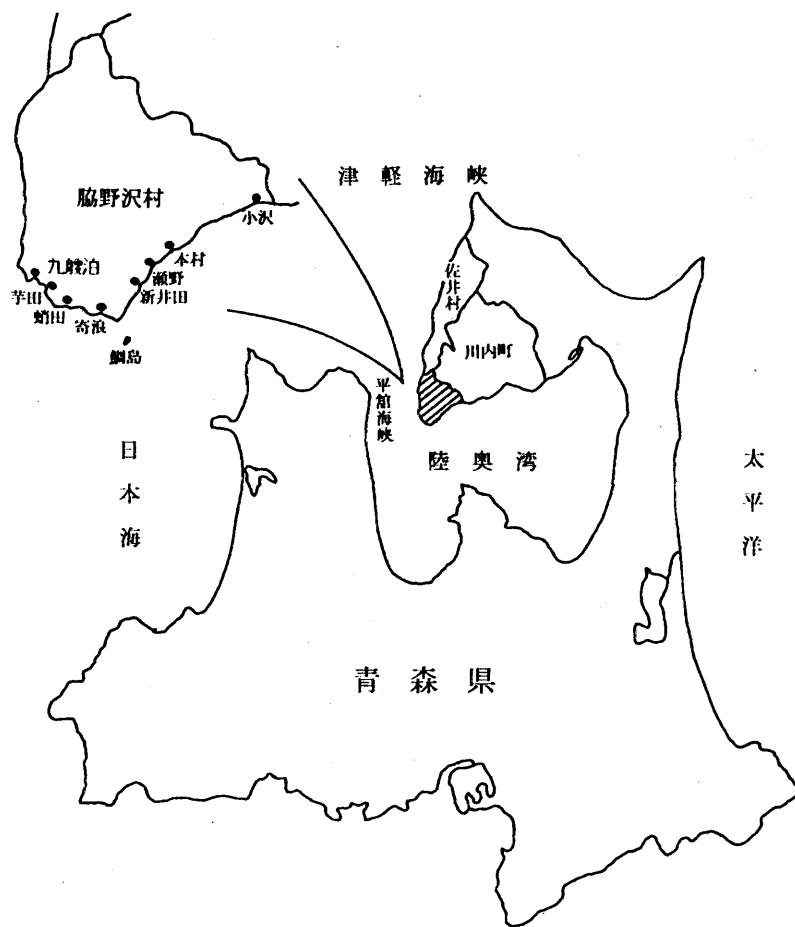 津軽海峡
脇野沢村
小沢
本村
瀬野
新井田
九艘泊
芋田
蛸田
寄浪
鯛島
佐井村
川内町
平舘海峡
陸奥湾
日本海
太平洋
青森県